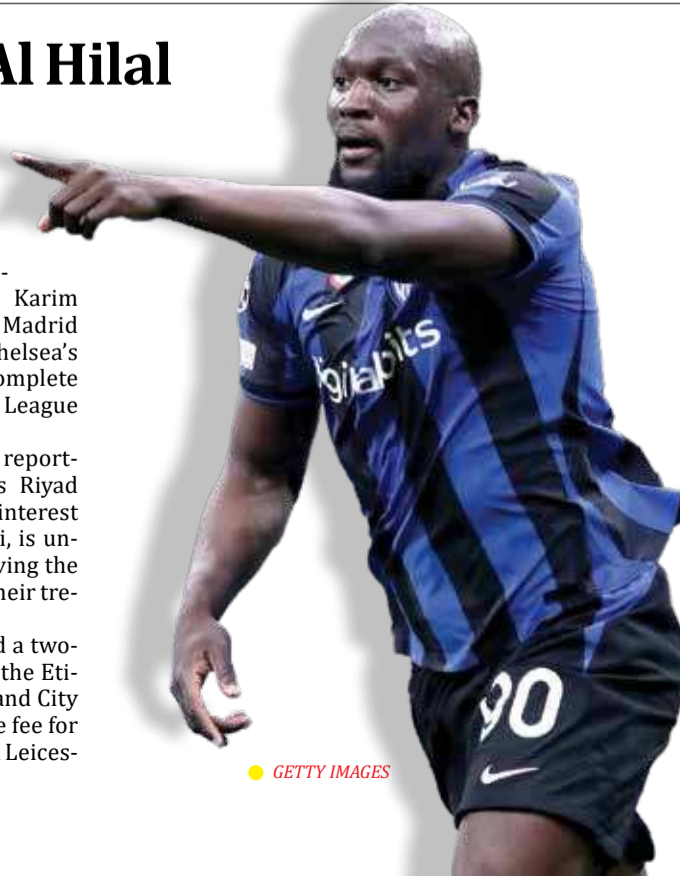 Al Hilal
-
Karim
Madrid
helsea's
omplete
League
report-
s Riyad
interest
i, is un-
ving the
heir tre-
d a two-
the Eti-
and City
e fee for
Leices-
digitalbits
90
GETTY IMAGES